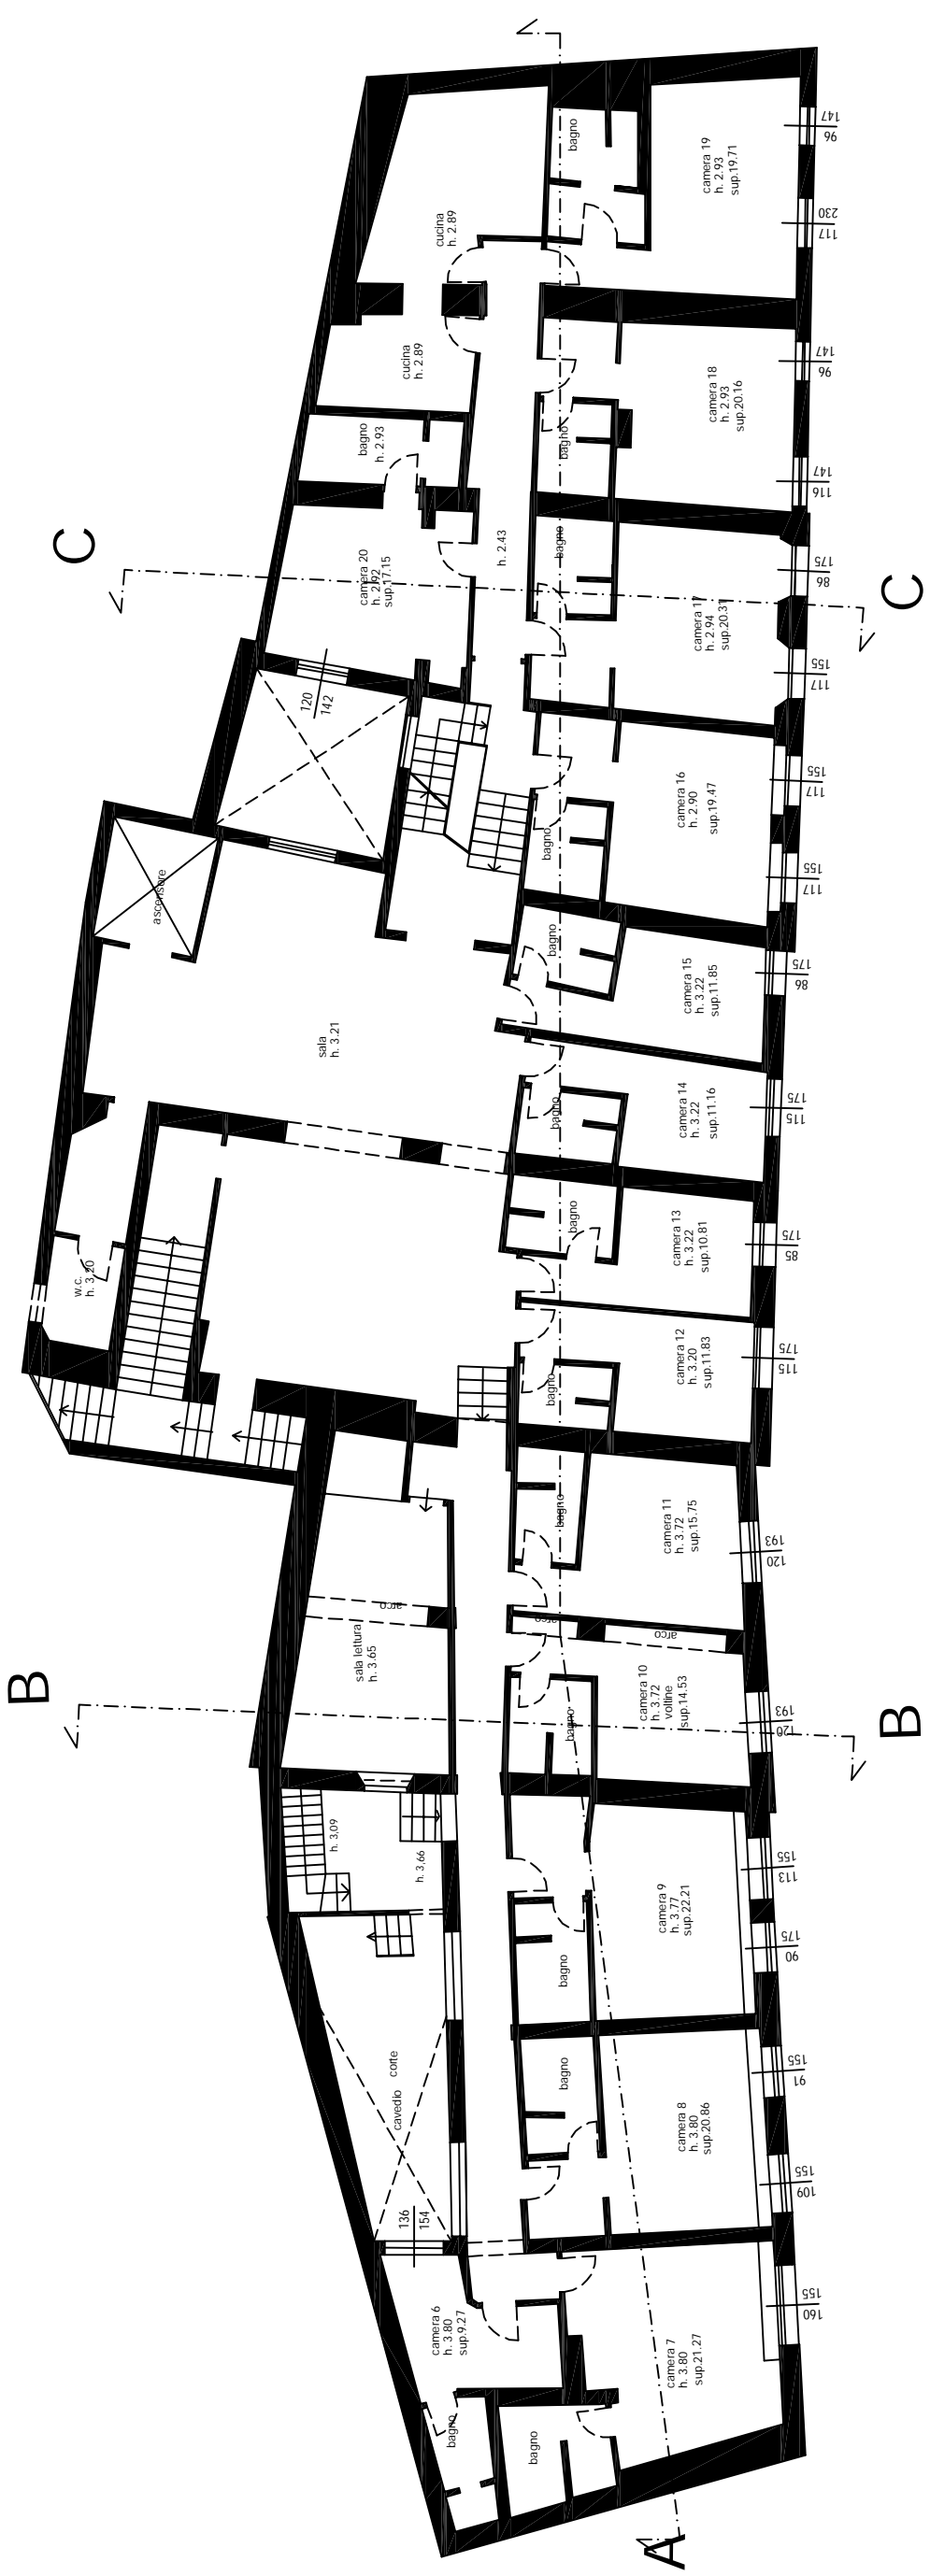 147
96
bagno
camera 19
h. 2.93
sup.19.71
230
117
cucina
h. 2.89
cucina
h. 2.89
147
96
camera 18
h. 2.93
sup.20.16
bagno
h. 2.93
bagno
147
116
C
h. 2.43
bagno
camera 20
h. 2.92
sup.17.15
175
86
C
camera 17
h. 2.94
sup.20.31
155
117
120
142
155
117
camera 16
h. 2.90
sup.19.47
bagno
155
117
ascensore
bagno
175
86
camera 15
h. 3.22
sup.11.85
sala
h. 3.21
bagno
camera 14
h. 3.22
sup.11.16
175
115
bagno
camera 13
h. 3.22
sup.10.81
175
85
w.c.
h. 3.20
camera 12
h. 3.20
sup.11.83
175
115
bagno
bagno
camera 11
h. 3.72
sup.15.75
193
120
arco
arco
arco
sala lettura
h. 3.65
B
camera 10
h. 3.72
voltine
sup.14.53
bagno
193
120
B
h. 3,09
h. 3,66
155
113
camera 9
h. 3.77
sup.22.21
175
90
bagno
cavedio corte
bagno
155
91
camera 8
h. 3.80
sup.20.86
155
109
136
154
camera 6
h. 3.80
sup.9.27
155
160
camera 7
h. 3.80
sup.21.27
bagno
bagno
A